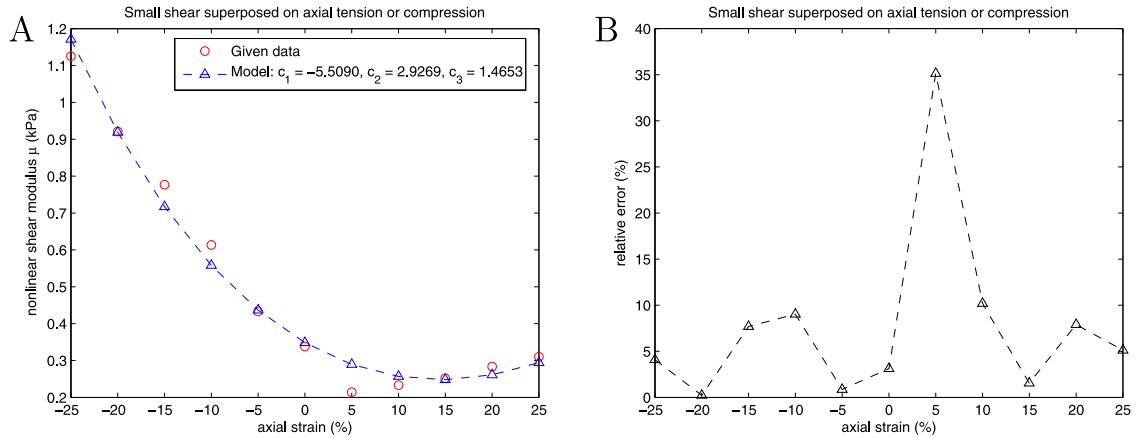 A
Small shear superposed on axial tension or compression
1.2
1.1
1
0.9
0.8
0.7
0.6
0.5
0.4
0.3
0.2
nonlinear shear modulus μ (kPa)
Given data
Model: c₁ = −5.5090, c₂ = 2.9269, c₃ = 1.4653
−25 −20 −15 −10 −5 0 5 10 15 20 25
axial strain (%)
B
Small shear superposed on axial tension or compression
40
35
30
25
20
15
10
5
0
relative error (%)
−25 −20 −15 −10 −5 0 5 10 15 20 25
axial strain (%)